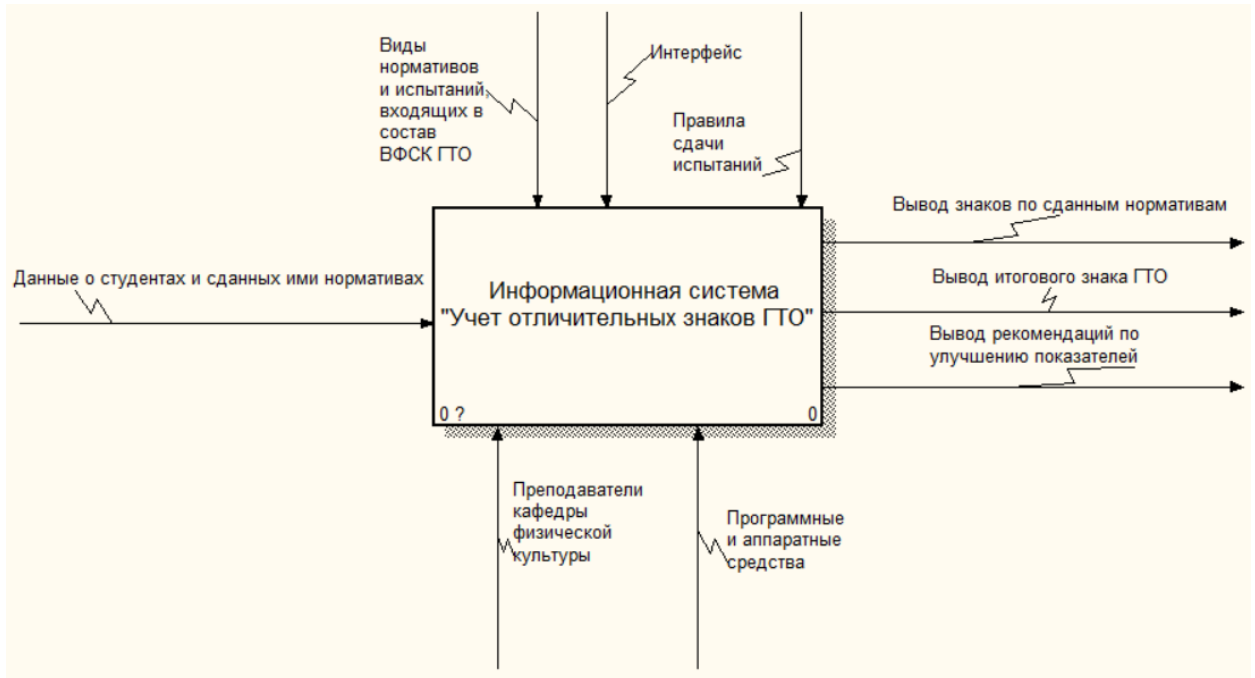 Виды
нормативов
и испытаний,
входящих в
состав
ВФСК ГТО
Интерфейс
Правила
сдачи
испытаний
Вывод знаков по сданным нормативам
Данные о студентах и сданных ими нормативах
Информационная система
"Учет отличительных знаков ГТО"
Вывод итогового знака ГТО
Вывод рекомендаций по
улучшению показателей
0 ?
0
Преподаватели
кафедры
физической
культуры
Программные
и аппаратные
средства